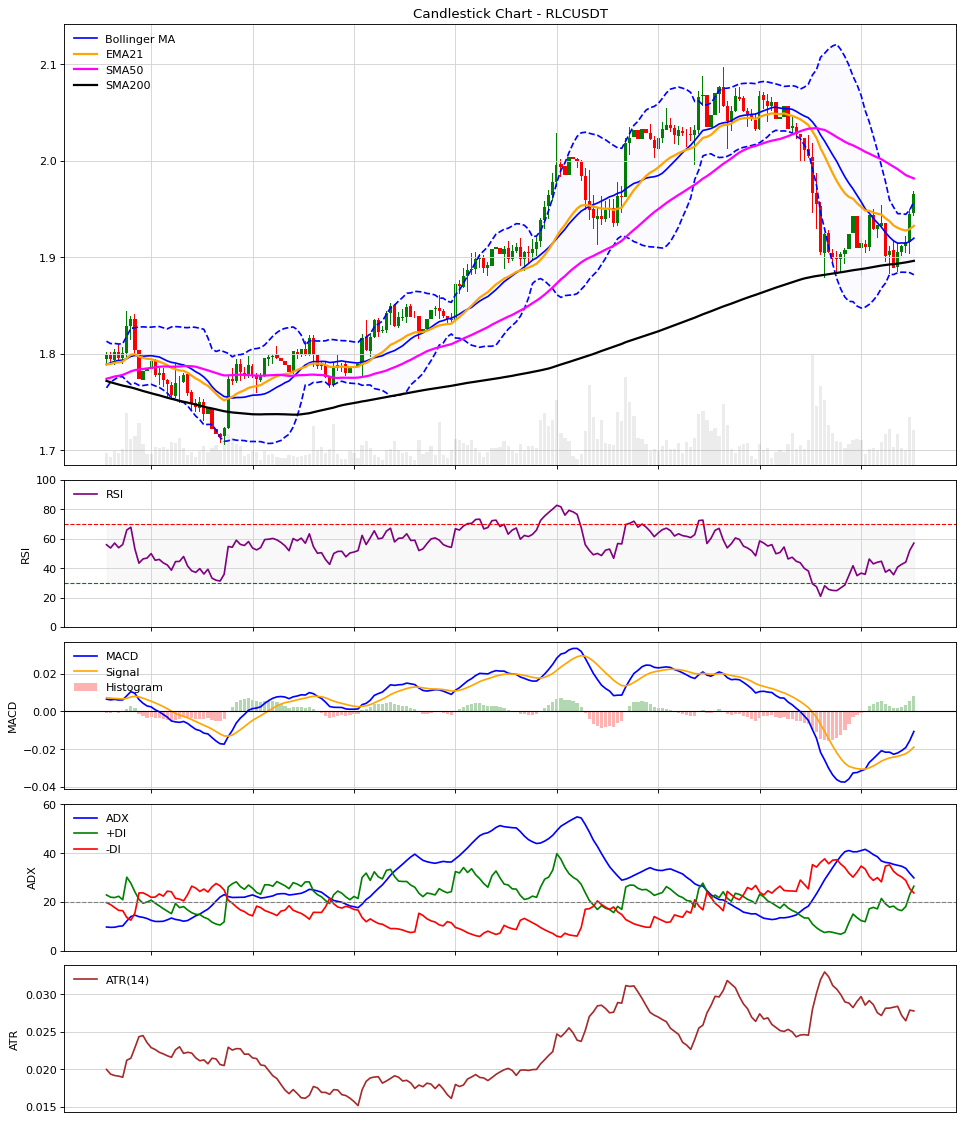 Candlestick Chart - RLCUSDT
Bollinger MA
EMA21
SMA50
SMA200
2.1
2.0
1.9
1.8
1.7
RSI
100
80
60
40
20
0
RSI
MACD
Signal
Histogram
0.02
0.00
−0.02
−0.04
MACD
ADX
+DI
-DI
60
40
20
0
ADX
ATR(14)
0.030
0.025
0.020
0.015
ATR